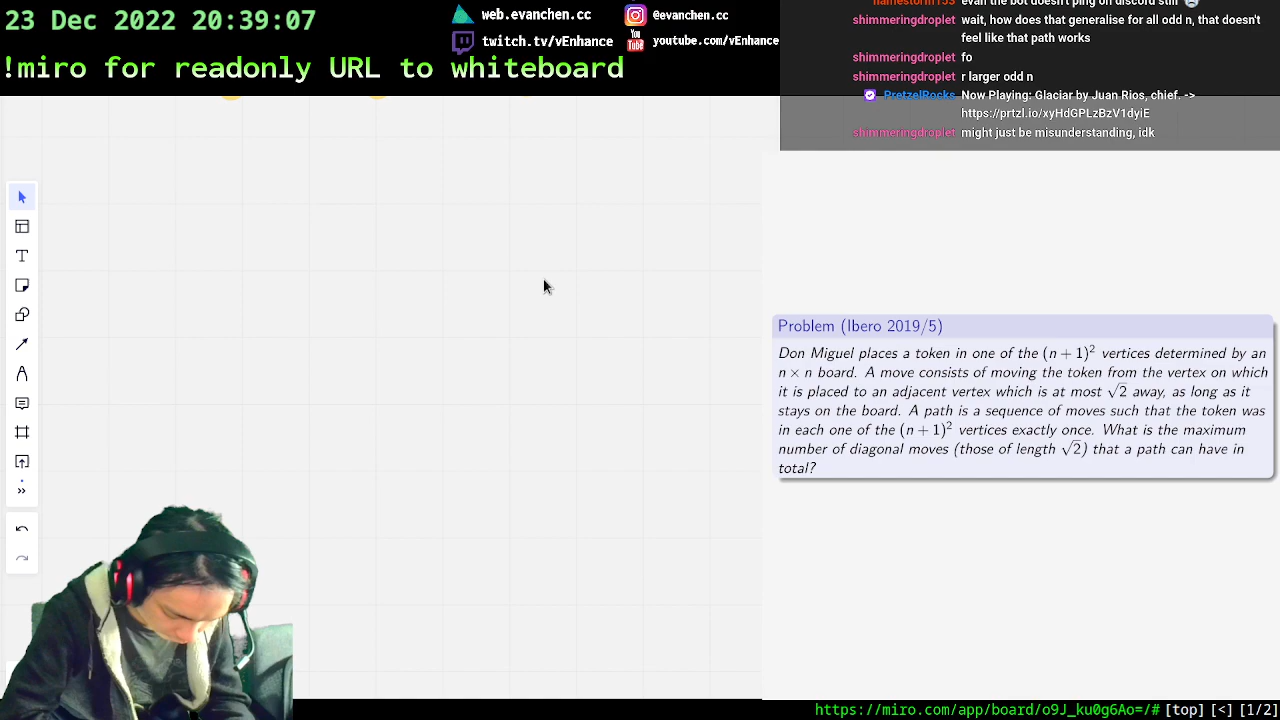 23 Dec 2022 20:39:07
!miro for readonly URL to whiteboard
web.evanchen.cc
@evanchen.cc
twitch.tv/vEnhance
youtube.com/vEnhance
evan the bot doesn't ping on discord still
shimmeringdroplet wait, how does that generalise for all odd n, that doesn't
feel like that path works
shimmeringdroplet fo
shimmeringdroplet r larger odd n
PretzelRocks Now Playing: Glaciar by Juan Rios, chief. ->
https://prtzl.io/xyHdGPLzBzV1dyiE
shimmeringdroplet might just be misunderstanding, idk
Problem (Ibero 2019/5)
Don Miguel places a token in one of the (n + 1)² vertices determined by an
n × n board. A move consists of moving the token from the vertex on which
it is placed to an adjacent vertex which is at most √2 away, as long as it
stays on the board. A path is a sequence of moves such that the token was
in each one of the (n + 1)² vertices exactly once. What is the maximum
number of diagonal moves (those of length √2) that a path can have in
total?
https://miro.com/app/board/o9J_ku0g6Ao=/# [top] [<] [1/2]